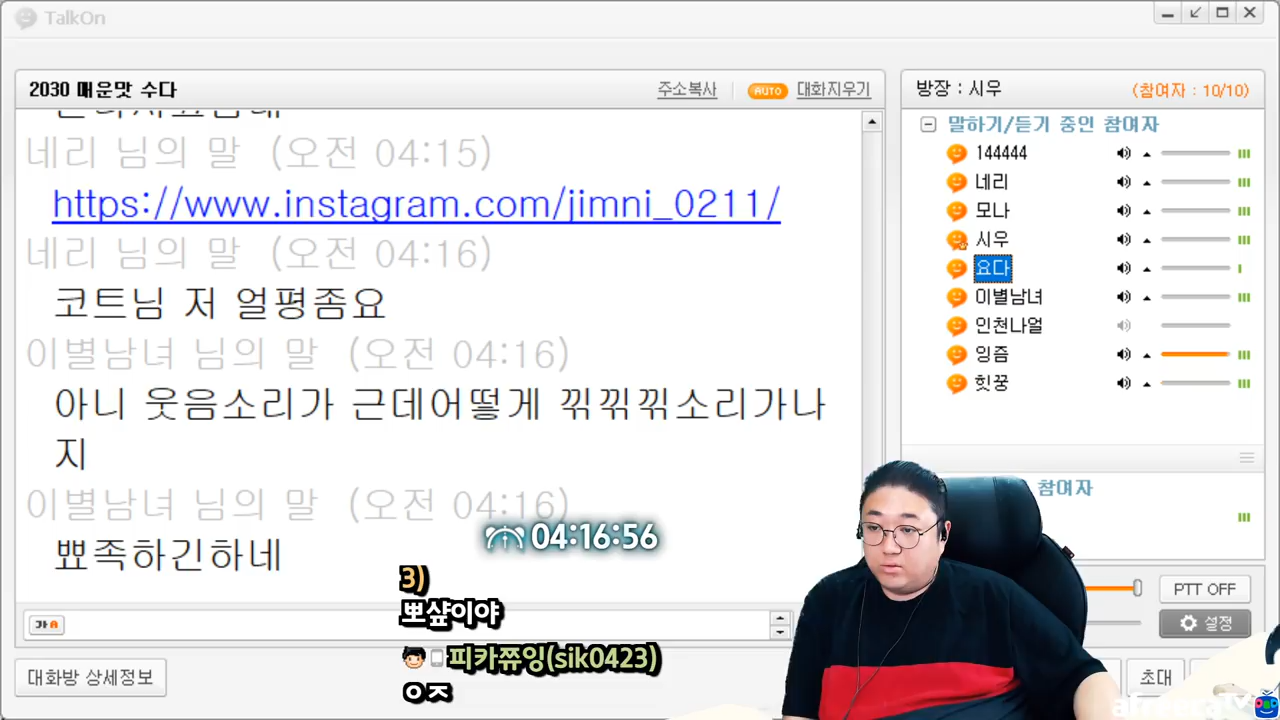 TalkOn
2030 매운맛 수다
주소복사
AUTO
대화지우기
네리 님의 말 (오전 04:15)
https://www.instagram.com/jimni_0211/
네리 님의 말 (오전 04:16)
코트님 저 얼평좀요
이별남녀 님의 말 (오전 04:16)
아니 웃음소리가 근데어떻게 끾끾끾소리가나
지
이별남녀 님의 말 (오전 04:16)
뾰족하긴하네
04:16:56
3)
뽀샾이야
피카쮸잉(sik0423)
ㅇㅈ
가A
대화방 상세정보
방장 : 시우
(참여자 : 10/10)
말하기/듣기 중인 참여자
144444
네리
모나
시우
요다
이별남녀
인천나얼
잉즘
힛꿍
참여자
PTT OFF
설정
초대